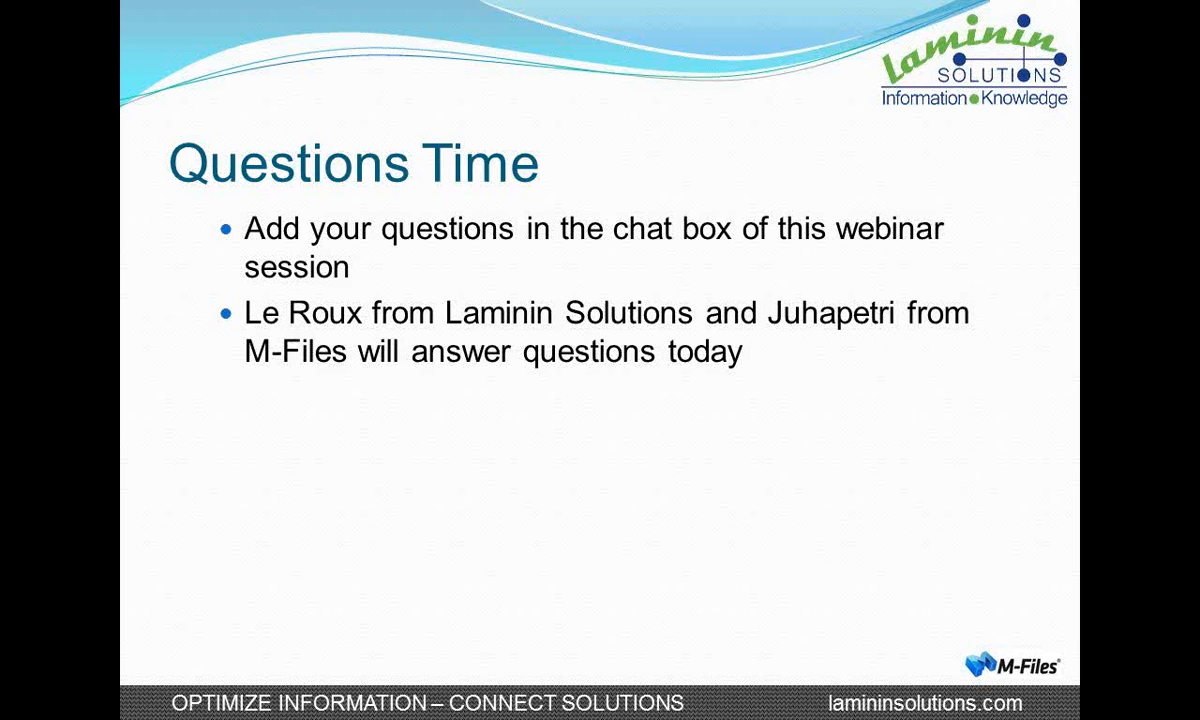 Laminin
SOLUTIONS
Information Knowledge
Questions Time
Add your questions in the chat box of this webinar
session
Le Roux from Laminin Solutions and Juhapetri from
M-Files will answer questions today
M-Files®
OPTIMIZE INFORMATION – CONNECT SOLUTIONS
lamininsolutions.com